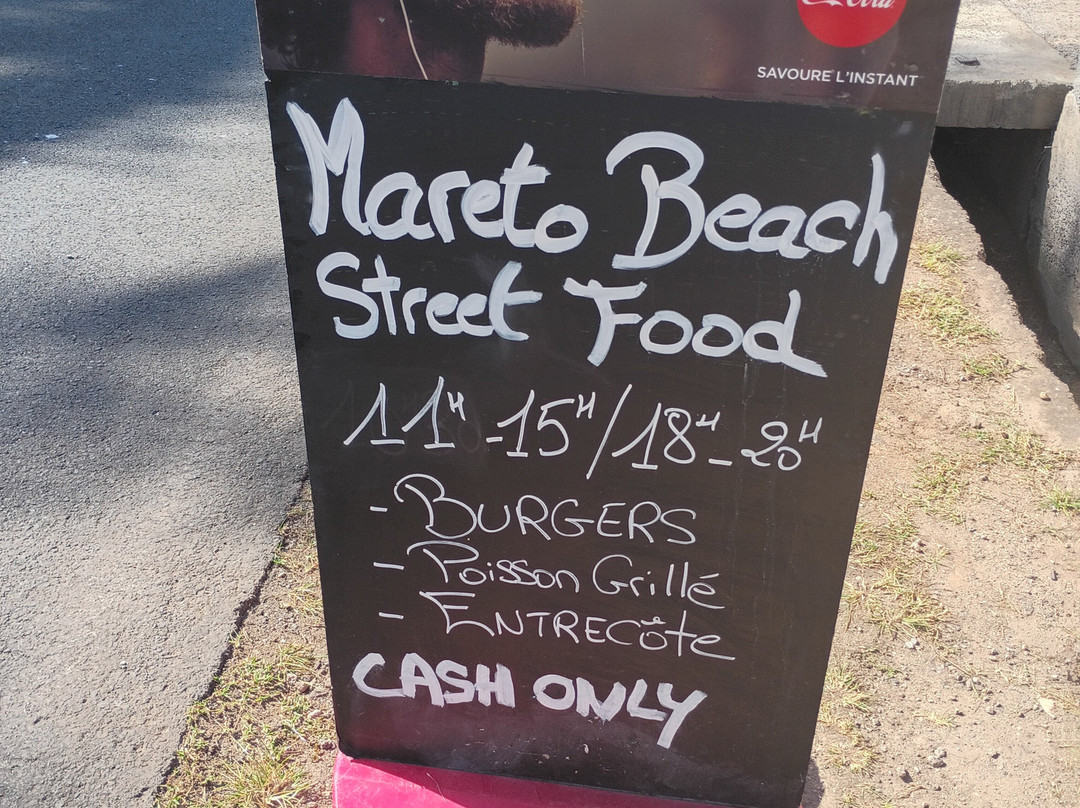 SAVOURE L'INSTANT
Mareto Beach
Street Food
11H-15H/18H-20H
- BURGERS
- Poisson Grillé
- ENTRECôte
CASH ONLY